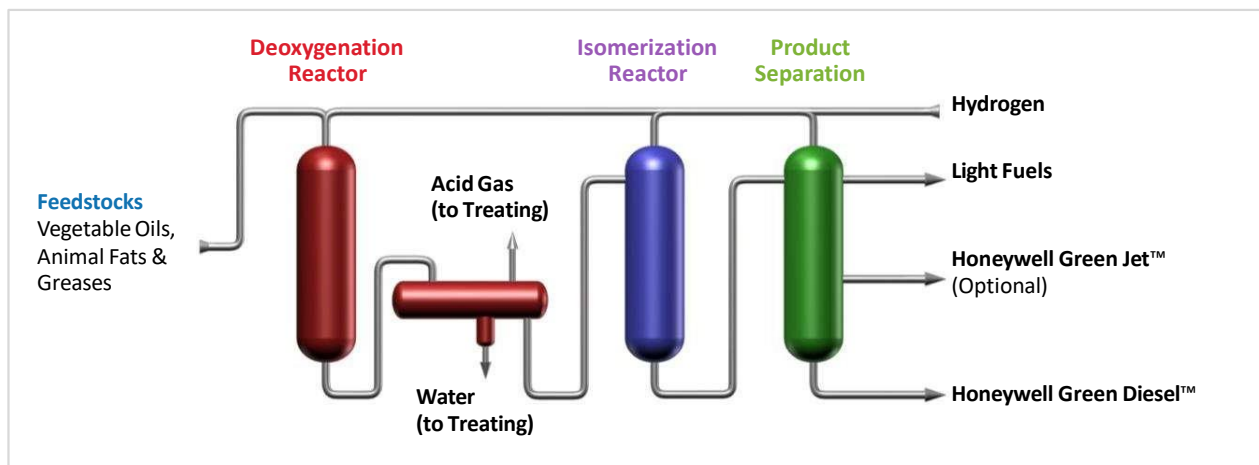 Deoxygenation
Reactor
Isomerization
Reactor
Product
Separation
Hydrogen
Light Fuels
Acid Gas
(to Treating)
Feedstocks
Vegetable Oils,
Animal Fats &
Greases
Honeywell Green Jet™
(Optional)
Water
(to Treating)
Honeywell Green Diesel™